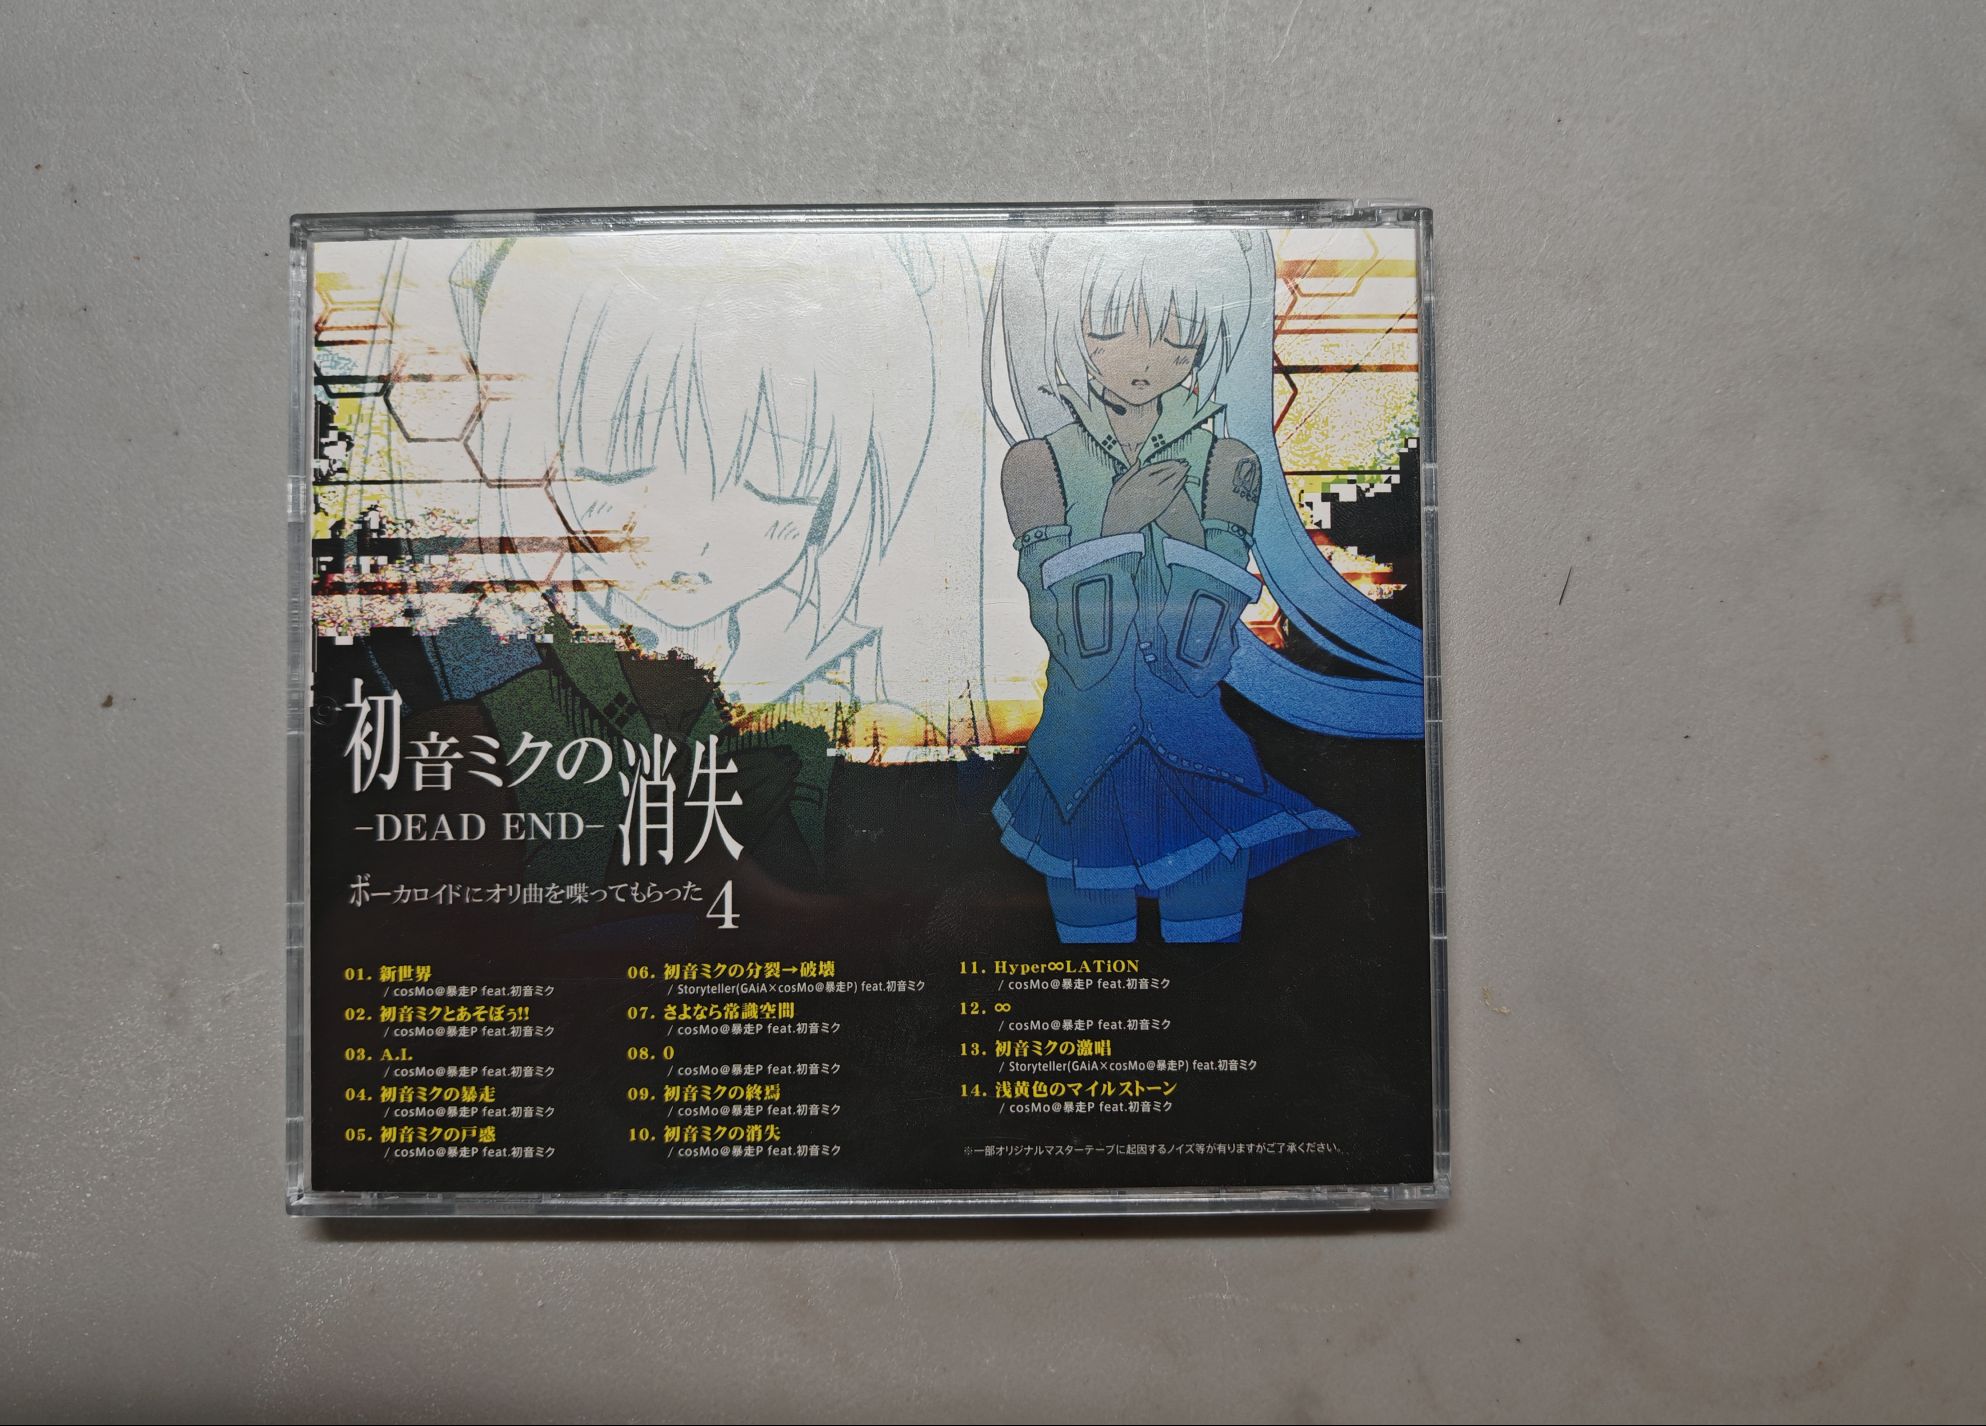 初音ミクの消失
-DEAD END-
ボーカロイドにオリ曲を喋ってもらった4
01. 新世界
/ cosMo@暴走P feat.初音ミク
02. 初音ミクとあそぼぅ!!
/ cosMo@暴走P feat.初音ミク
03. A.I.
/ cosMo@暴走P feat.初音ミク
04. 初音ミクの暴走
/ cosMo@暴走P feat.初音ミク
05. 初音ミクの戸惑
/ cosMo@暴走P feat.初音ミク
06. 初音ミクの分裂→破壊
/ Storyteller(GAiA×cosMo@暴走P) feat.初音ミク
07. さよなら常識空間
/ cosMo@暴走P feat.初音ミク
08. 0
/ cosMo@暴走P feat.初音ミク
09. 初音ミクの終焉
/ cosMo@暴走P feat.初音ミク
10. 初音ミクの消失
/ cosMo@暴走P feat.初音ミク
11. Hyper∞LATiON
/ cosMo@暴走P feat.初音ミク
12. ∞
/ cosMo@暴走P feat.初音ミク
13. 初音ミクの激唱
/ Storyteller(GAiA×cosMo@暴走P) feat.初音ミク
14. 浅黄色のマイルストーン
/ cosMo@暴走P feat.初音ミク
※一部オリジナルマスターテープに起因するノイズ等が有りますがご了承ください。